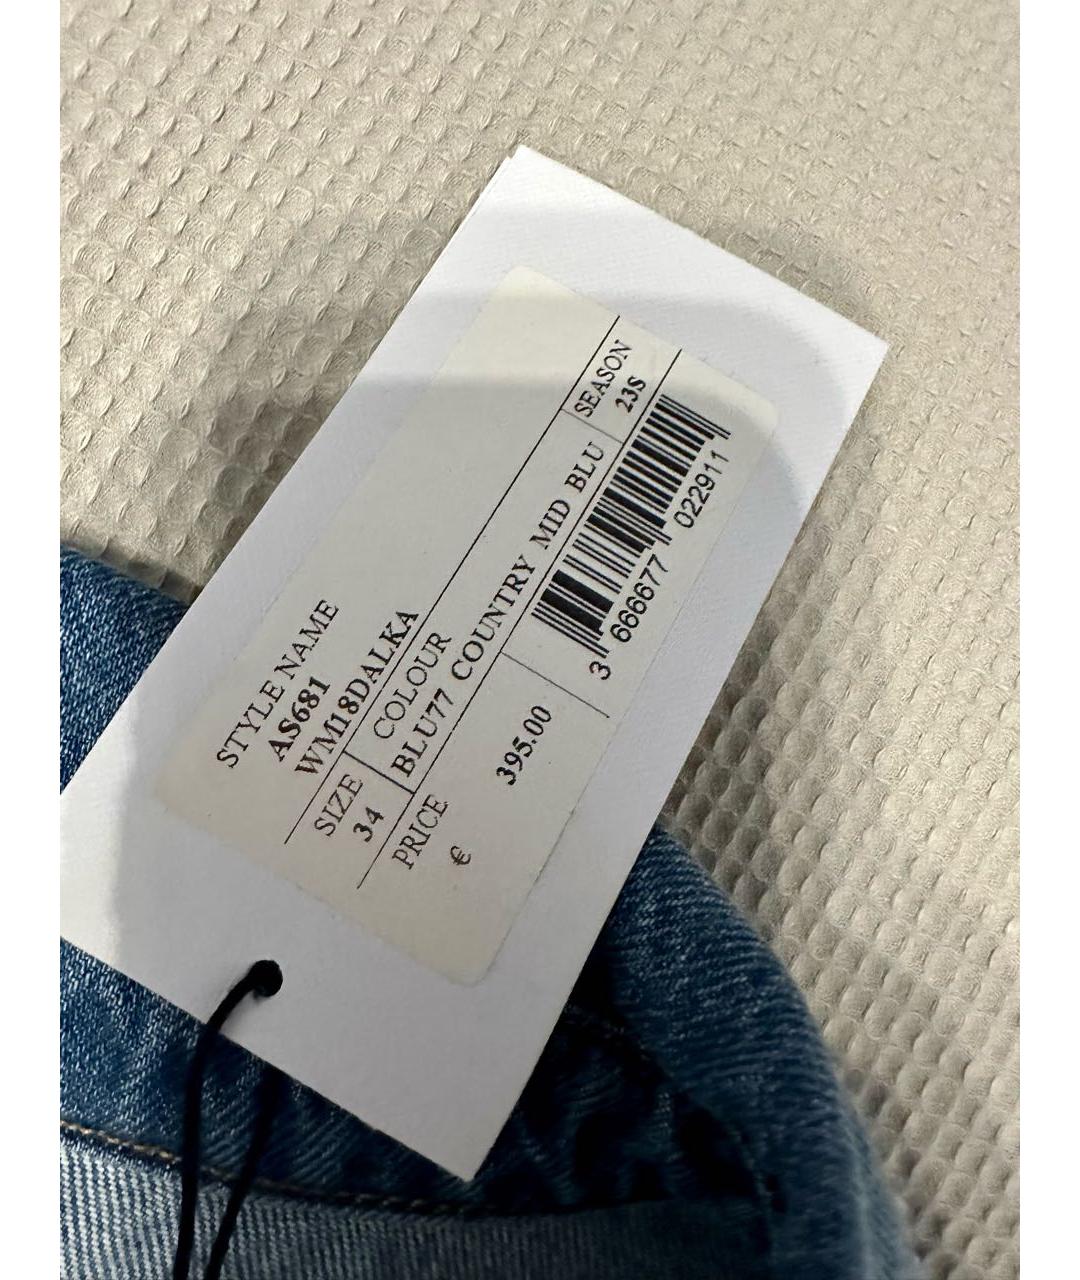 STYLE NAME
AS681
WM18DALKA
SIZE COLOUR SEASON
34 BLU77 COUNTRY MID BLU 23S
PRICE
€ 395.00
3 666677 022911